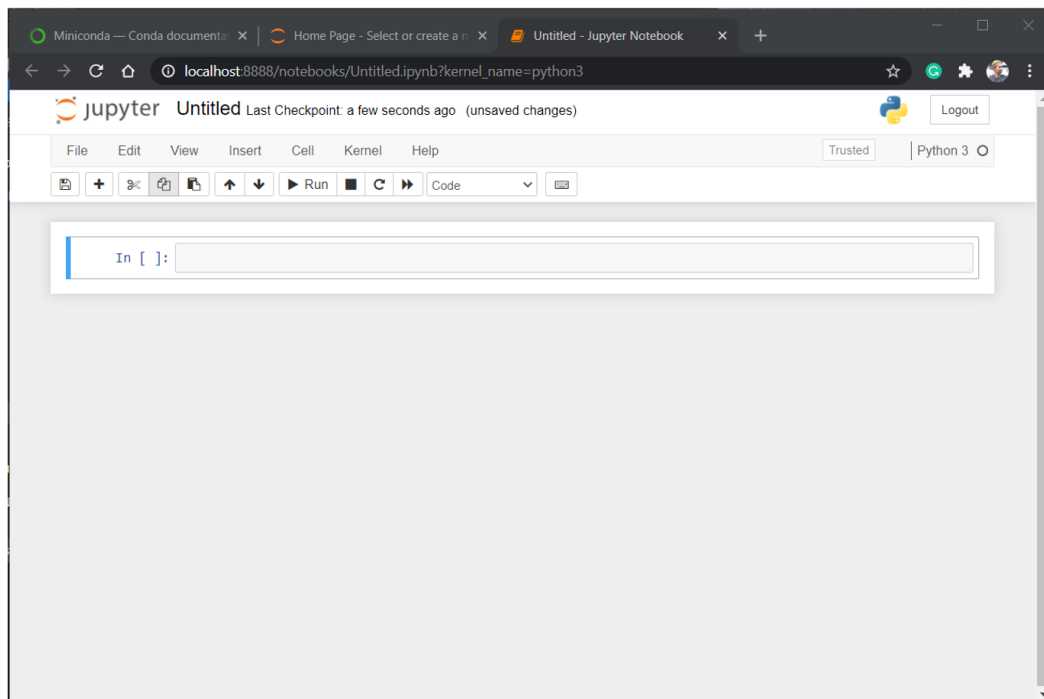 Miniconda — Conda documenta
Home Page - Select or create a n
Untitled - Jupyter Notebook
localhost:8888/notebooks/Untitled.ipynb?kernel_name=python3
jupyter Untitled Last Checkpoint: a few seconds ago (unsaved changes) Logout
File Edit View Insert Cell Kernel Help Trusted Python 3
Run Code
In [ ]: